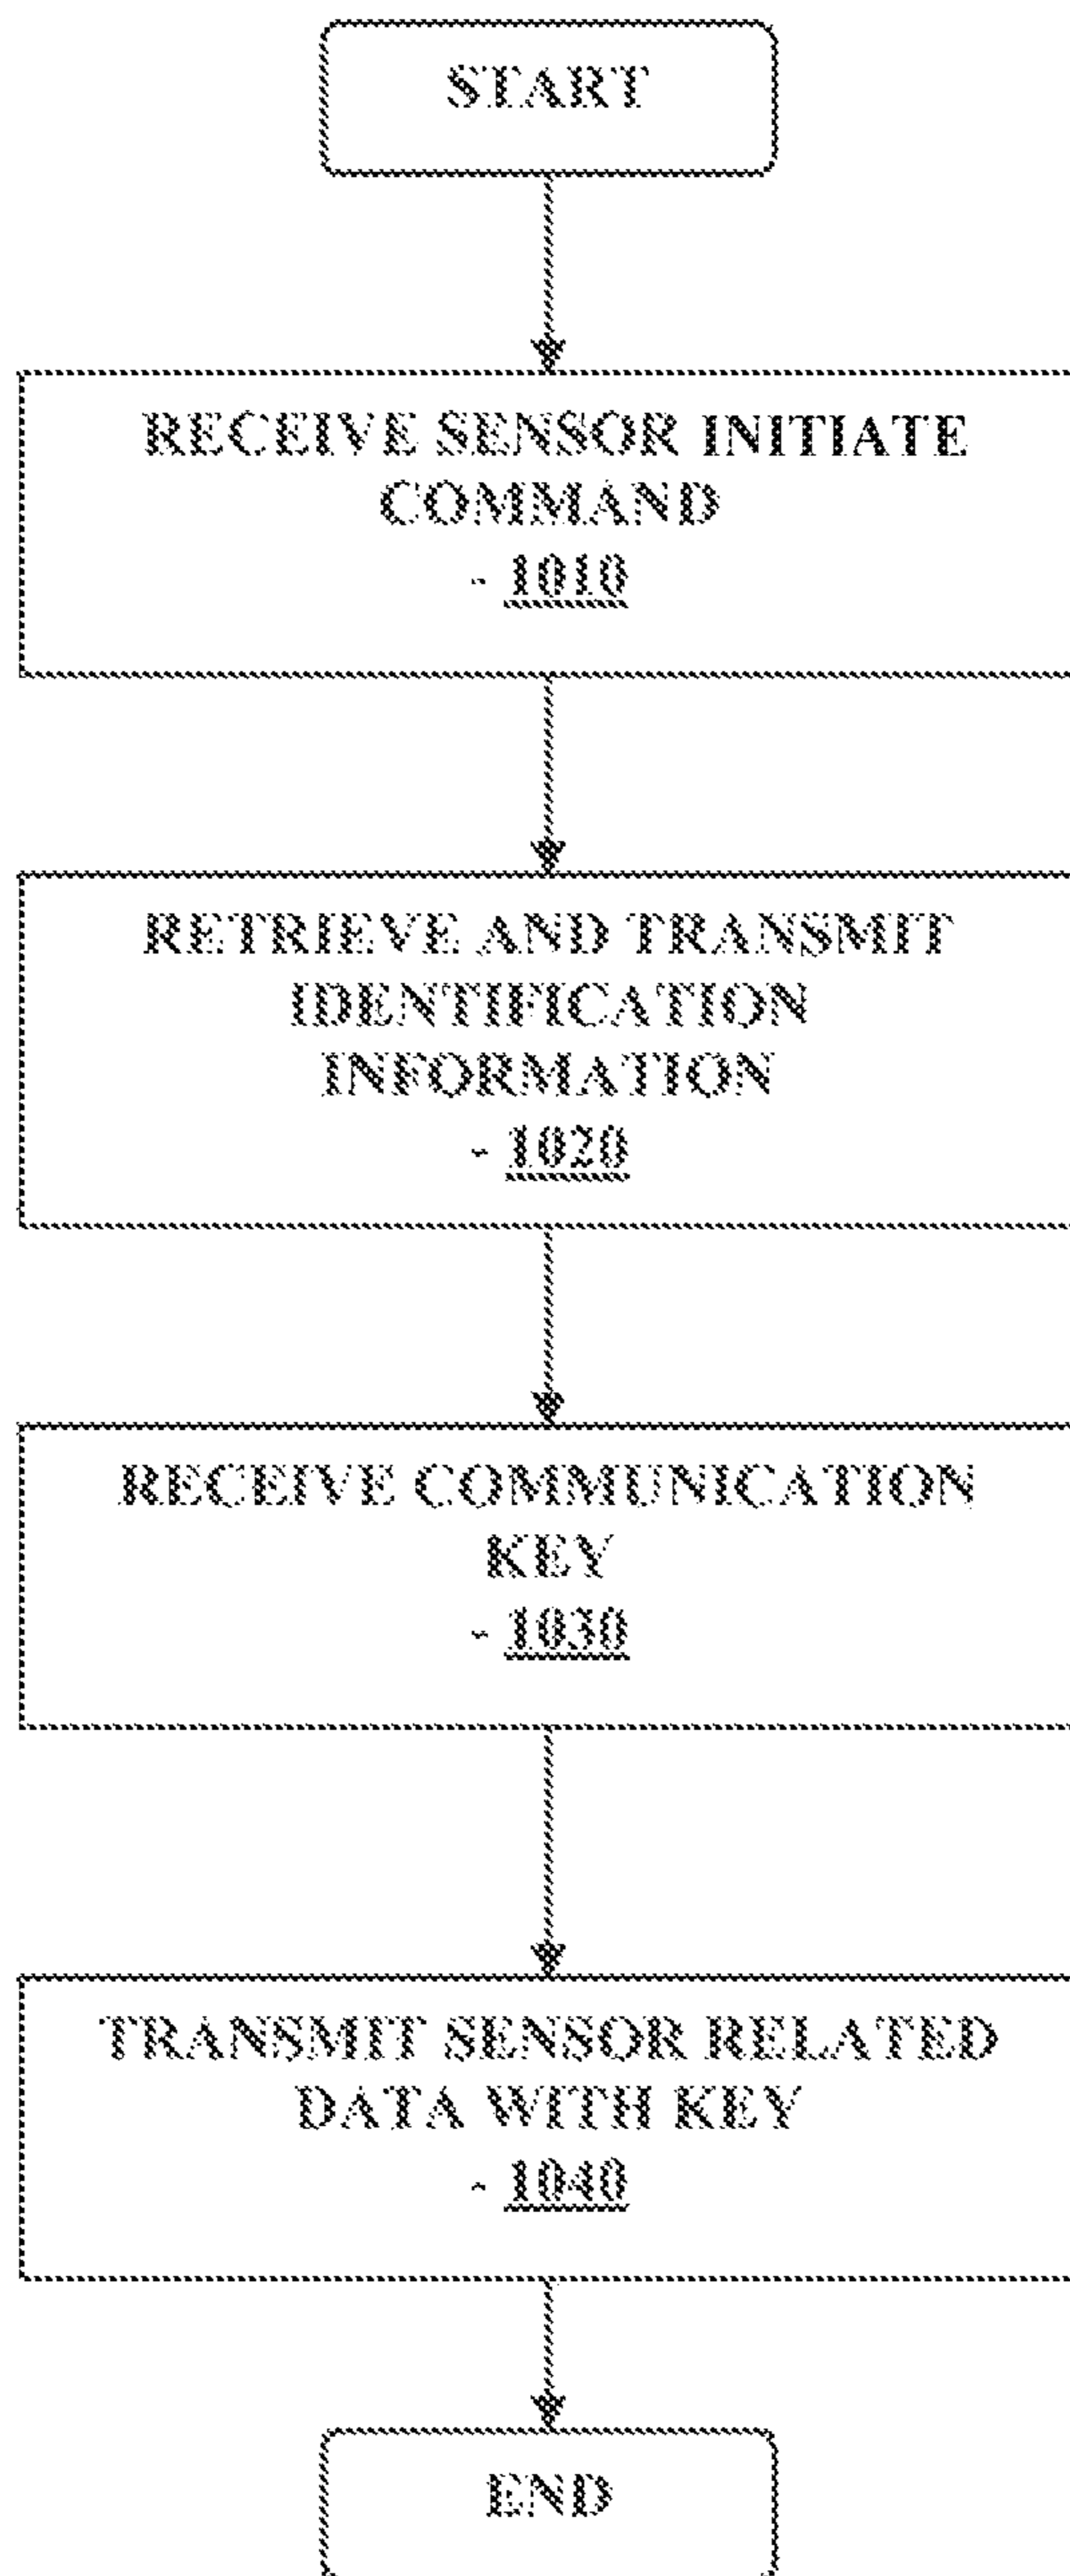 START
RECEIVE SENSOR INITIATE
COMMAND
- 1010
RETRIEVE AND TRANSMIT
IDENTIFICATION
INFORMATION
- 1020
RECEIVE COMMUNICATION
KEY
- 1030
TRANSMIT SENSOR RELATED
DATA WITH KEY
- 1040
END